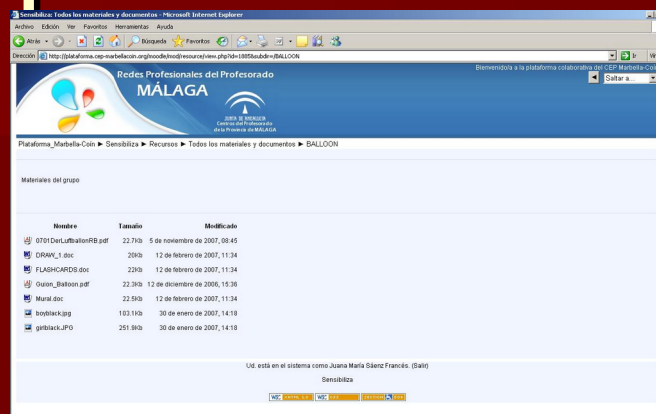 Sensibiliza: Todos los materiales y documentos - Microsoft Internet Explorer
Archivo Edición Ver Favoritos Herramientas Ayuda
Atrás Búsqueda Favoritos
Dirección http://plataforma.cep-marbellacoin.org/moodle/mod/resource/view.php?id=1885&subdir=/BALLOON Ir
Bienvenido/a a la plataforma colaborativa del CEP Marbella-Coín
Saltar a...
Redes Profesionales del Profesorado
MÁLAGA
JUNTA DE ANDALUCIA
Centros del Profesorado
de la Provincia de MÁLAGA
Plataforma_Marbella-Coín ► Sensibiliza ► Recursos ► Todos los materiales y documentos ► BALLOON
Materiales del grupo
Nombre Tamaño Modificado
0701DerLuftballonRB.pdf 22.7Kb 5 de noviembre de 2007, 08:45
DRAW_1.doc 20Kb 12 de febrero de 2007, 11:34
FLASHCARDS.doc 22Kb 12 de febrero de 2007, 11:34
Guion_Balloon.pdf 22.3Kb 12 de diciembre de 2006, 15:36
Mural.doc 22.5Kb 12 de febrero de 2007, 11:34
boyblack.jpg 103.1Kb 30 de enero de 2007, 14:18
girlblack.JPG 251.9Kb 30 de enero de 2007, 14:18
Ud. está en el sistema como Juana María Sáenz Francés. (Salir)
Sensibiliza
W3C W3C